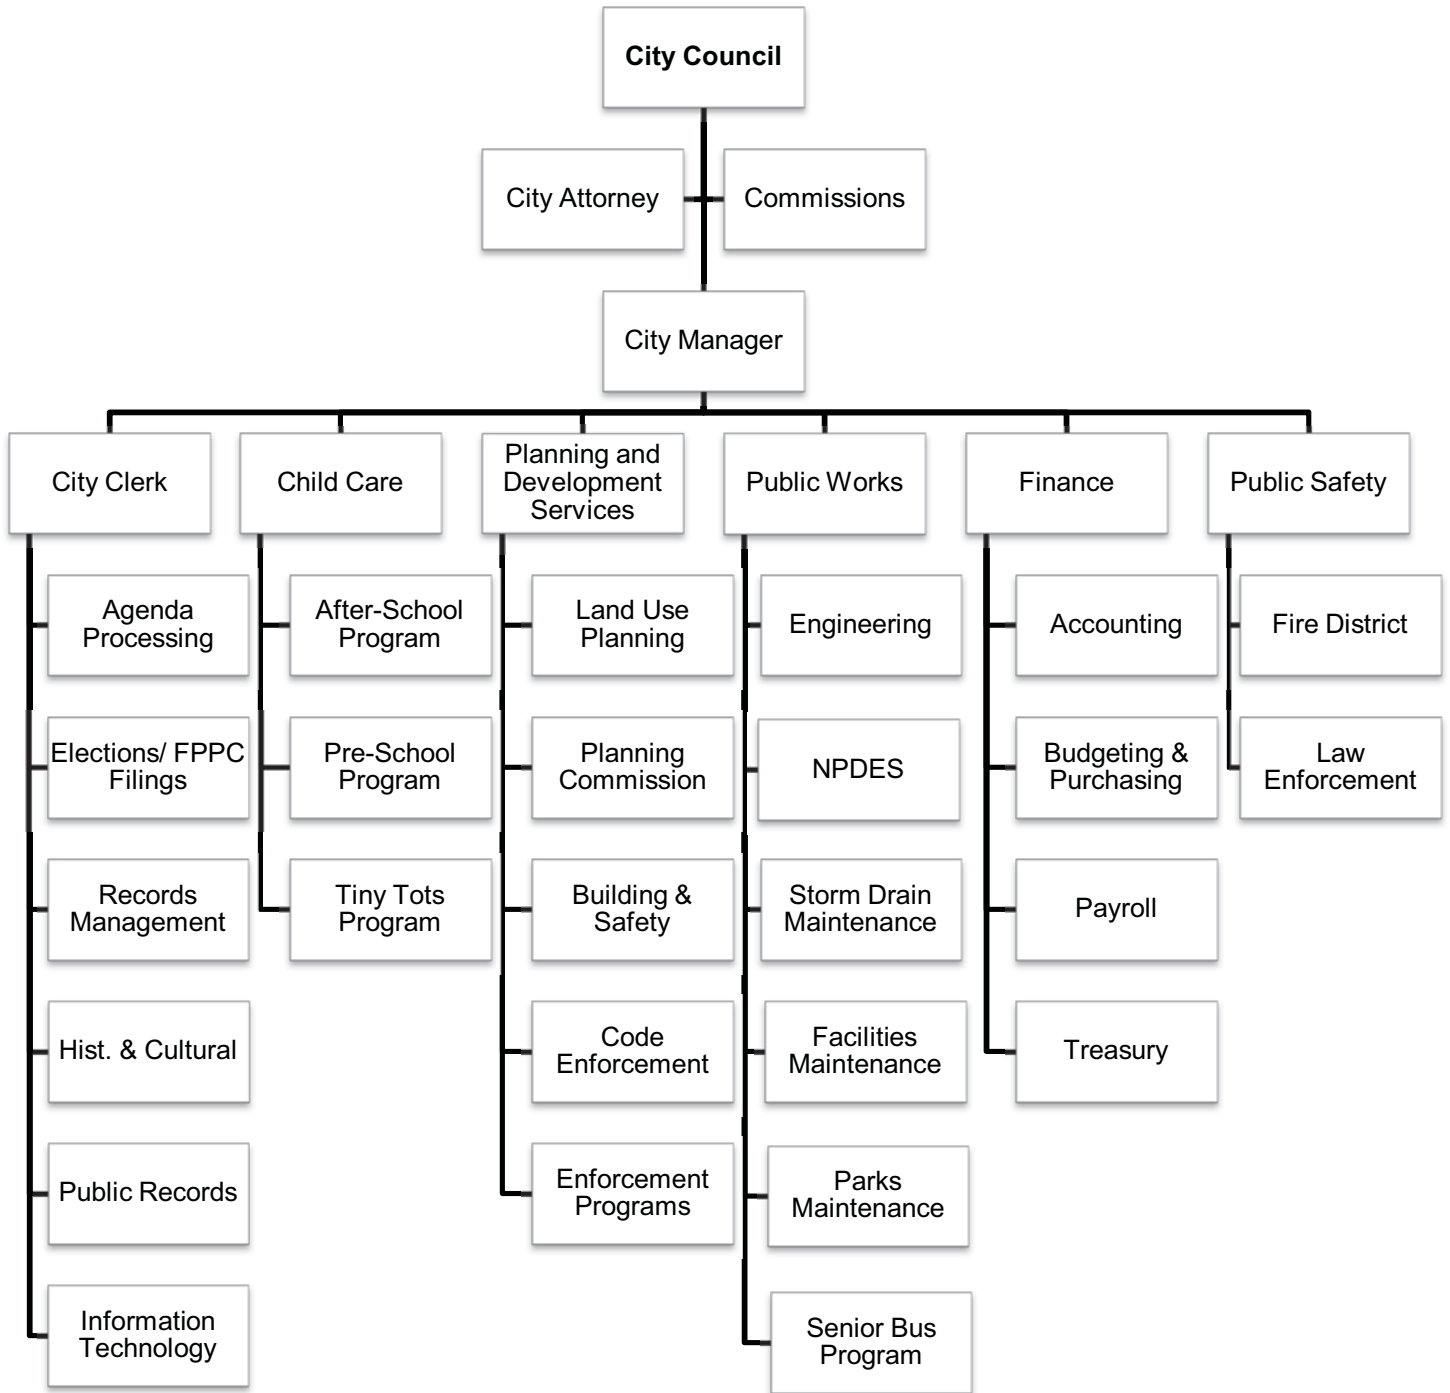 City Council
City Attorney
Commissions
City Manager
City Clerk
Child Care
Planning and
Development
Services
Public Works
Finance
Public Safety
Agenda
Processing
Elections/ FPPC
Filings
Records
Management
Hist. & Cultural
Public Records
Information
Technology
After-School
Program
Pre-School
Program
Tiny Tots
Program
Land Use
Planning
Planning
Commission
Building &
Safety
Code
Enforcement
Enforcement
Programs
Engineering
NPDES
Storm Drain
Maintenance
Facilities
Maintenance
Parks
Maintenance
Senior Bus
Program
Accounting
Budgeting &
Purchasing
Payroll
Treasury
Fire District
Law
Enforcement